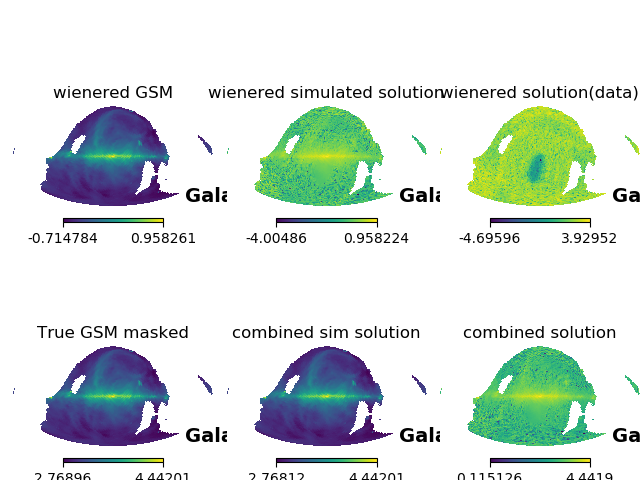 wienered GSM
wienered simulated solution
wienered solution(data)
Gala
Gala
Ga
-0.714784 0.958261
-4.00486 0.958224
-4.69596 3.92952
True GSM masked
combined sim solution
combined solution
Gala
Gala
Ga
2.76896 4.44201
2.76812 4.44201
0.115126 4.4419